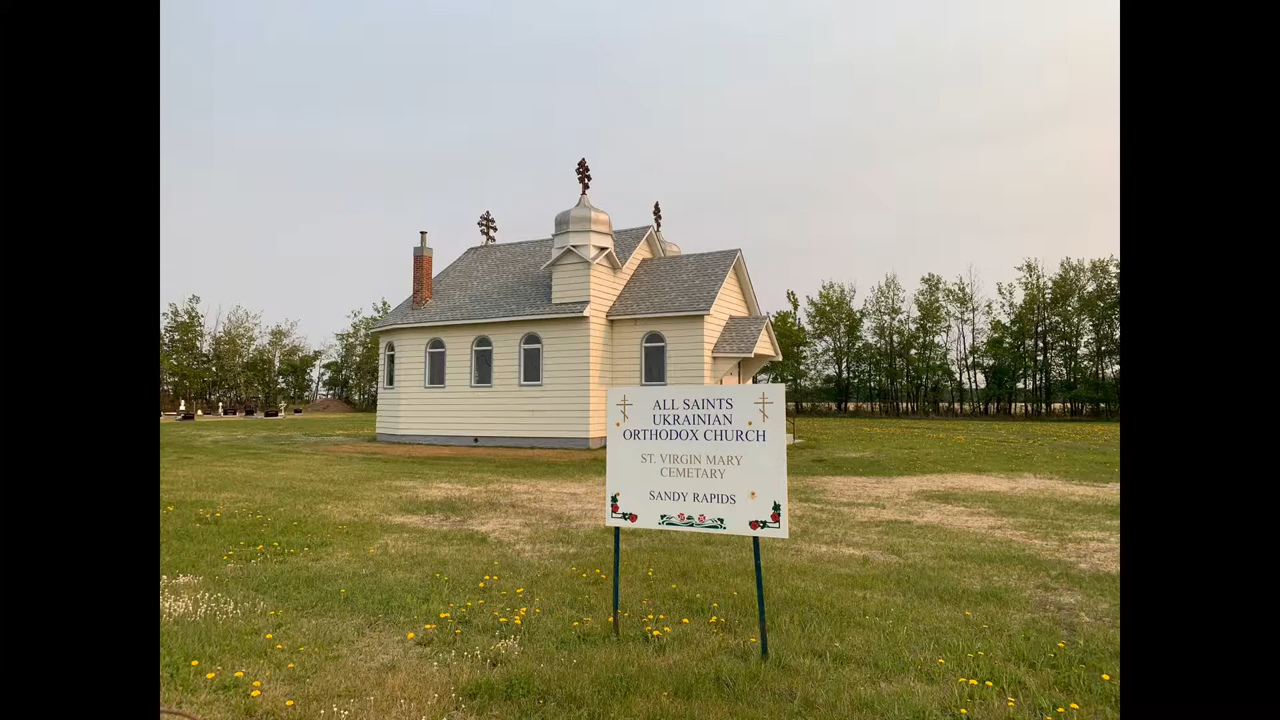 ALL SAINTS
UKRAINIAN
ORTHODOX CHURCH
ST. VIRGIN MARY
CEMETARY
SANDY RAPIDS